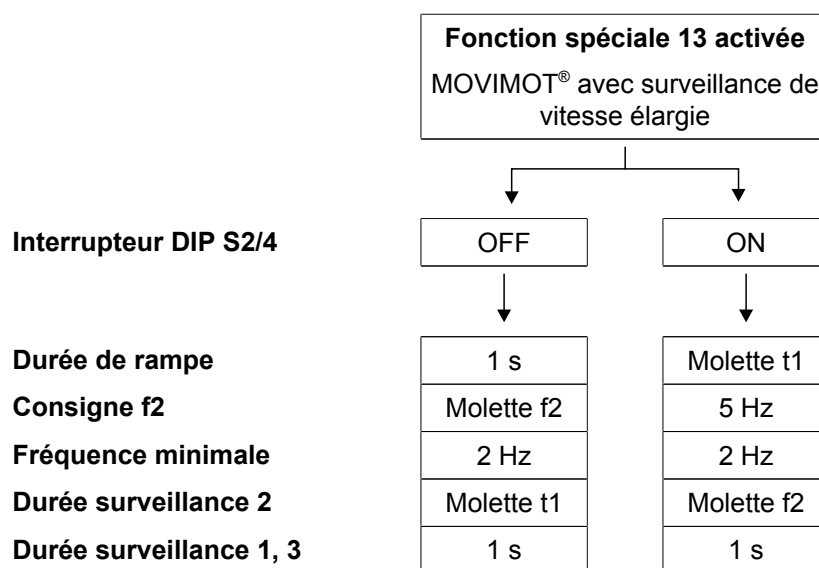 Fonction spéciale 13 activée
MOVIMOT® avec surveillance de
vitesse élargie
Interrupteur DIP S2/4 OFF ON
Durée de rampe 1 s Molette t1
Consigne f2 Molette f2 5 Hz
Fréquence minimale 2 Hz 2 Hz
Durée surveillance 2 Molette t1 Molette f2
Durée surveillance 1, 3 1 s 1 s